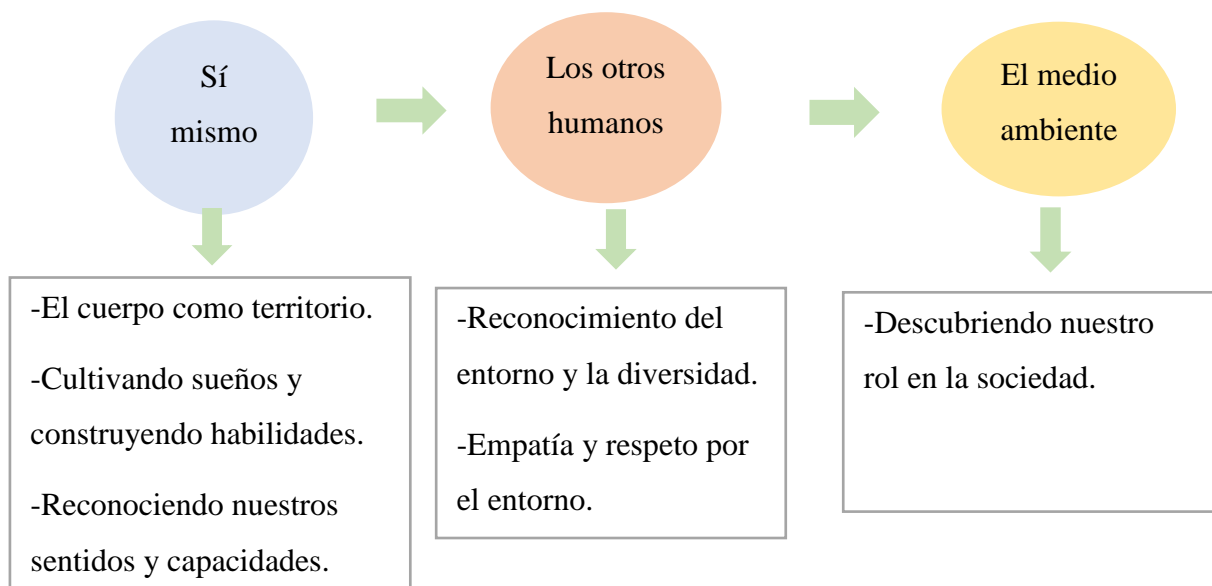 Sí
mismo
Los otros
humanos
El medio
ambiente
-El cuerpo como territorio.
-Cultivando sueños y
construyendo habilidades.
-Reconociendo nuestros
sentidos y capacidades.
-Reconocimiento del
entorno y la diversidad.
-Empatía y respeto por
el entorno.
-Descubriendo nuestro
rol en la sociedad.